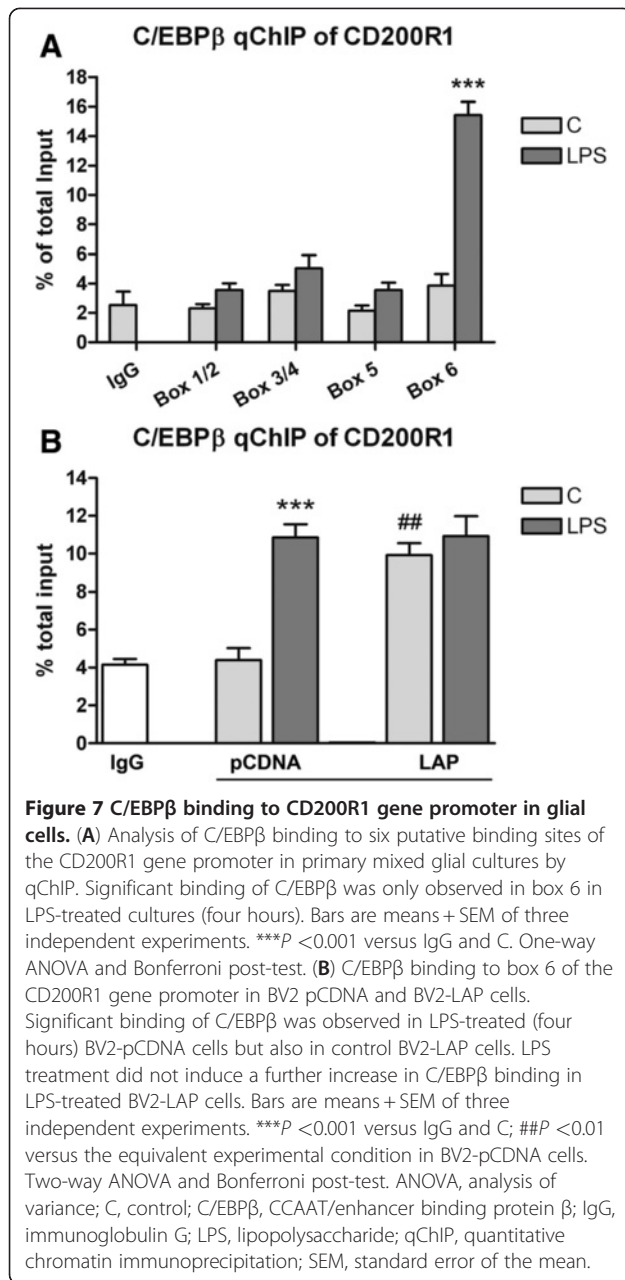 A
C/EBPβ qChIP of CD200R1
% of total Input
18
16
14
12
10
8
6
4
2
0
***
C
LPS
IgG
Box 1/2
Box 3/4
Box 5
Box 6
B
C/EBPβ qChIP of CD200R1
% total input
14
12
10
8
6
4
2
0
***
##
C
LPS
IgG
pCDNA
LAP
Figure 7 C/EBPβ binding to CD200R1 gene promoter in glial
cells. (A) Analysis of C/EBPβ binding to six putative binding sites of
the CD200R1 gene promoter in primary mixed glial cultures by
qChIP. Significant binding of C/EBPβ was only observed in box 6 in
LPS-treated cultures (four hours). Bars are means + SEM of three
independent experiments. ***P <0.001 versus IgG and C. One-way
ANOVA and Bonferroni post-test. (B) C/EBPβ binding to box 6 of the
CD200R1 gene promoter in BV2 pCDNA and BV2-LAP cells.
Significant binding of C/EBPβ was observed in LPS-treated (four
hours) BV2-pCDNA cells but also in control BV2-LAP cells. LPS
treatment did not induce a further increase in C/EBPβ binding in
LPS-treated BV2-LAP cells. Bars are means + SEM of three
independent experiments. ***P <0.001 versus IgG and C; ##P <0.01
versus the equivalent experimental condition in BV2-pCDNA cells.
Two-way ANOVA and Bonferroni post-test. ANOVA, analysis of
variance; C, control; C/EBPβ, CCAAT/enhancer binding protein β; IgG,
immunoglobulin G; LPS, lipopolysaccharide; qChIP, quantitative
chromatin immunoprecipitation; SEM, standard error of the mean.